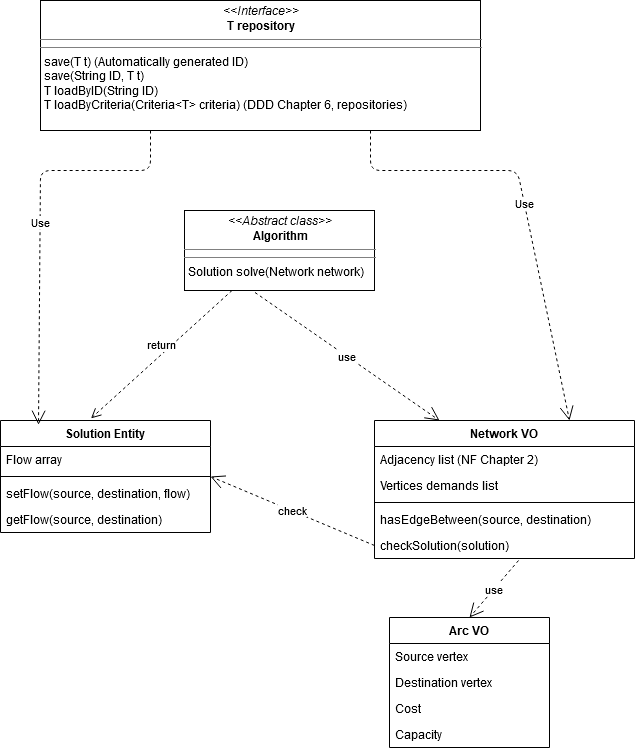 <<Interface>>
T repository
save(T t) (Automatically generated ID)
save(String ID, T t)
T loadByID(String ID)
T loadByCriteria(Criteria<T> criteria) (DDD Chapter 6, repositories)
Use
Use
<<Abstract class>>
Algorithm
Solution solve(Network network)
return
use
Solution Entity
Flow array
setFlow(source, destination, flow)
getFlow(source, destination)
Network VO
Adjacency list (NF Chapter 2)
Vertices demands list
hasEdgeBetween(source, destination)
checkSolution(solution)
check
use
Arc VO
Source vertex
Destination vertex
Cost
Capacity